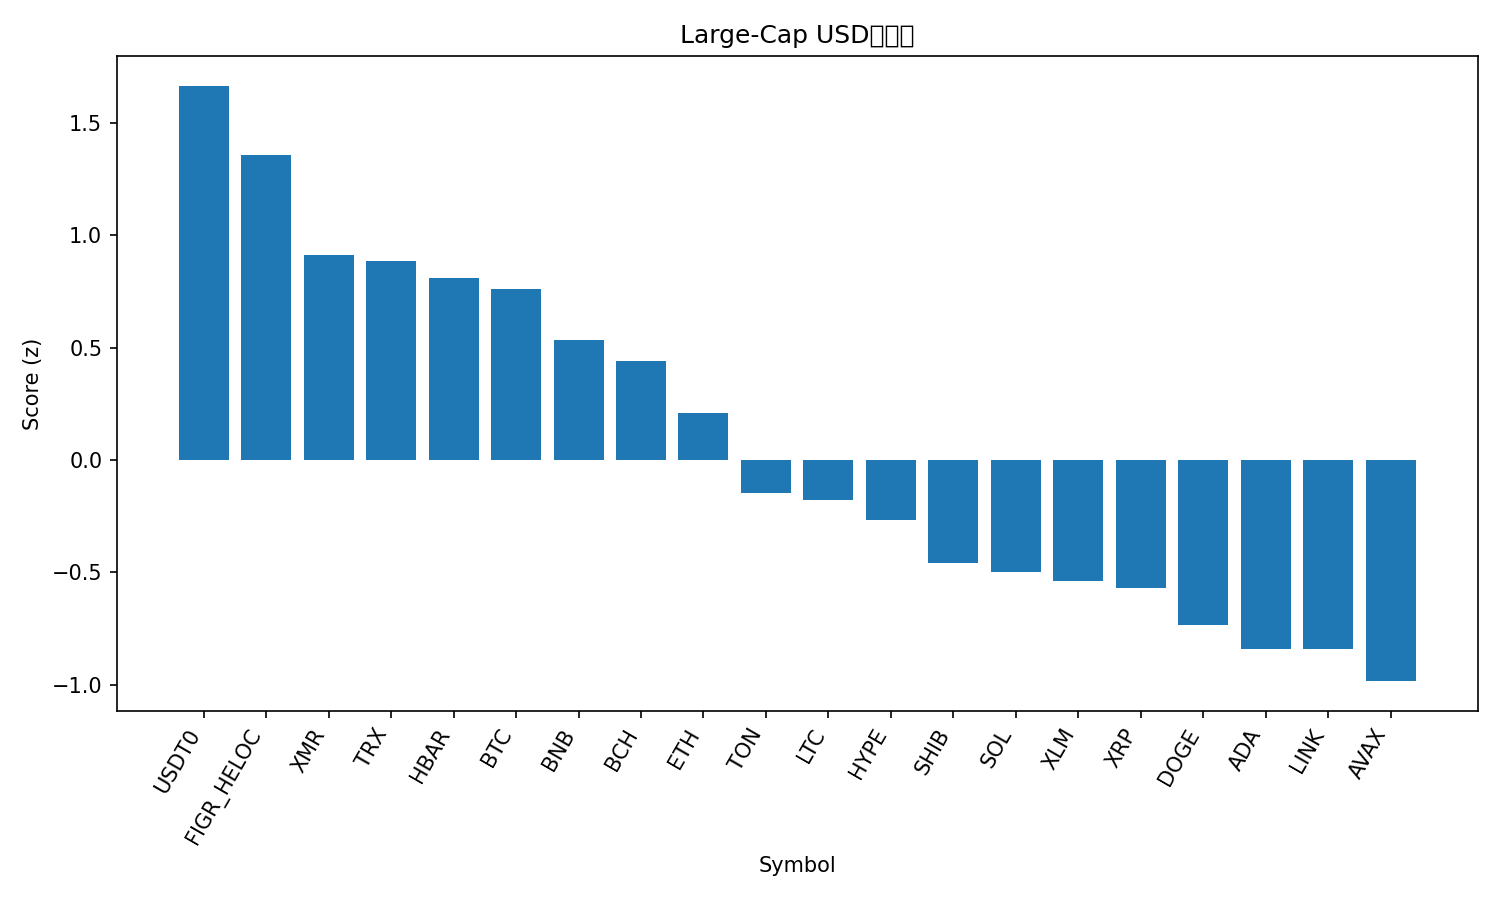 Large-Cap USD
Score (z)
1.5
1.0
0.5
0.0
−0.5
−1.0
USDT0
FIGR_HELOC
XMR
TRX
HBAR
BTC
BNB
BCH
ETH
TON
LTC
HYPE
SHIB
SOL
XLM
XRP
DOGE
ADA
LINK
AVAX
Symbol